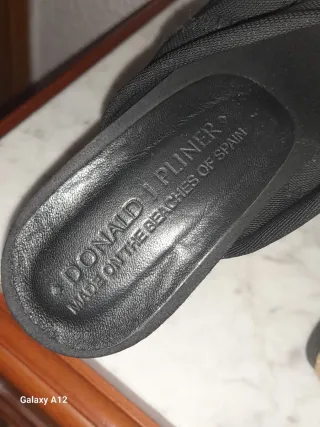 DONALD J PLINER
MADE ON THE BEACHES OF SPAIN
Galaxy A12